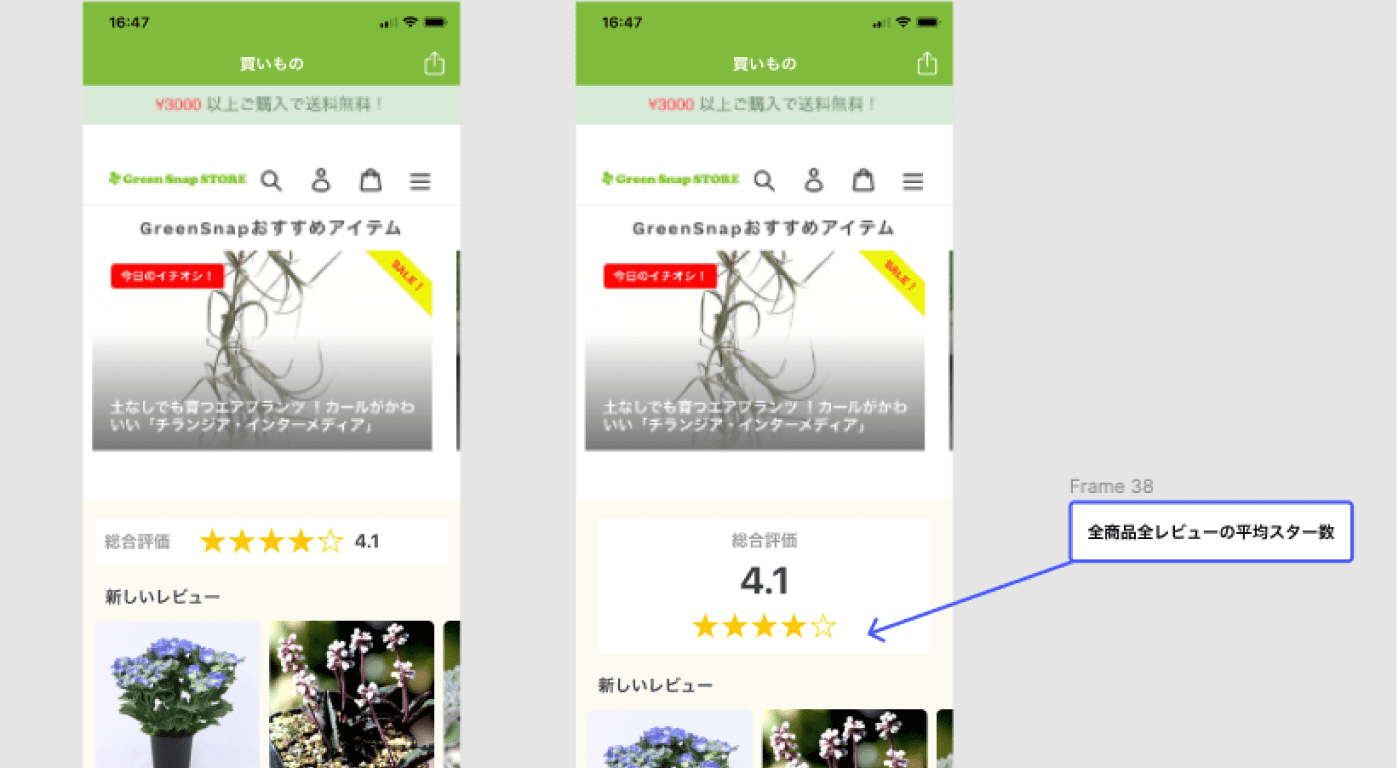 16:47
買いもの
¥3000 以上ご購入で送料無料！
Green Snap STORE
GreenSnapおすすめアイテム
今日のイチオシ！
SALE！
土なしでも育つエアプランツ ！カールがかわ
いい「チランジア・インターメディア」
総合評価 ★★★★☆ 4.1
新しいレビュー
16:47
買いもの
¥3000 以上ご購入で送料無料！
Green Snap STORE
GreenSnapおすすめアイテム
今日のイチオシ！
SALE！
土なしでも育つエアプランツ ！カールがかわ
いい「チランジア・インターメディア」
総合評価
4.1
★★★★☆
新しいレビュー
Frame 38
全商品全レビューの平均スター数